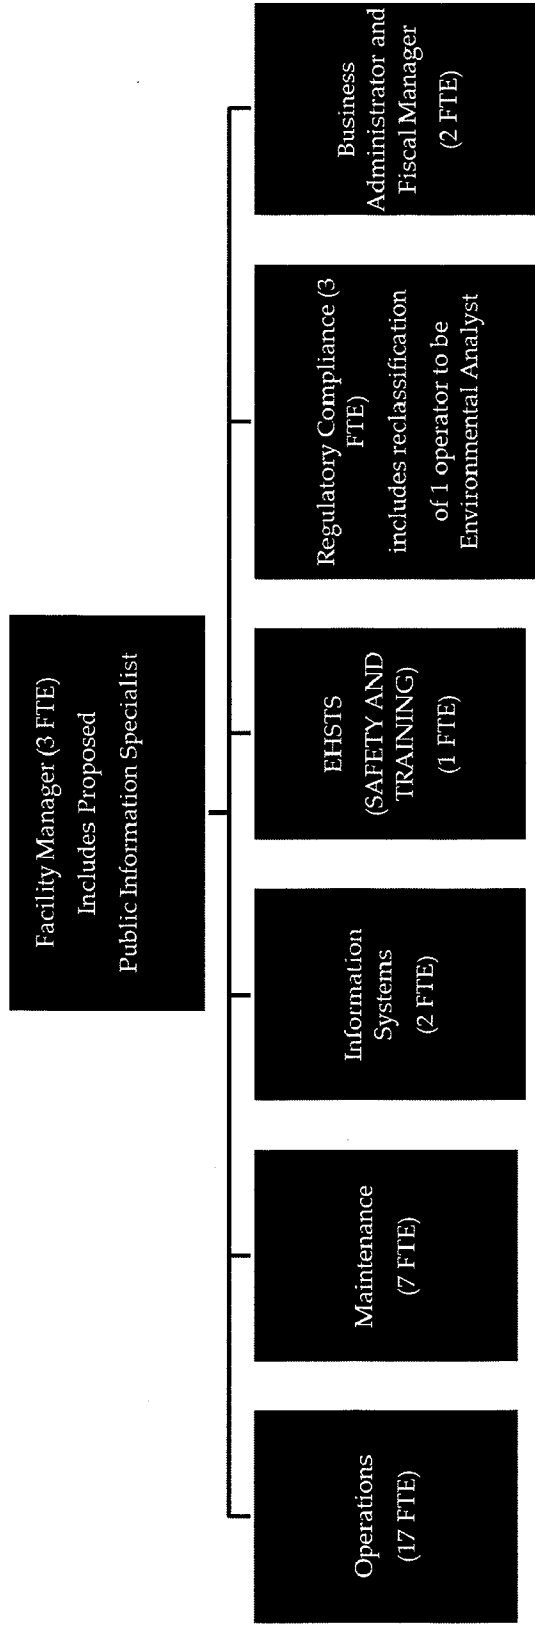 Facility Manager (3 FTE)
Includes Proposed
Public Information Specialist
Operations
(17 FTE)
Maintenance
(7 FTE)
Information
Systems
(2 FTE)
EHSTS
(SAFETY AND
TRAINING)
(1 FTE)
Regulatory Compliance (3
FTE)
includes reclassification
of 1 operator to be
Environmental Analyst
Business
Administrator and
Fiscal Manager
(2 FTE)